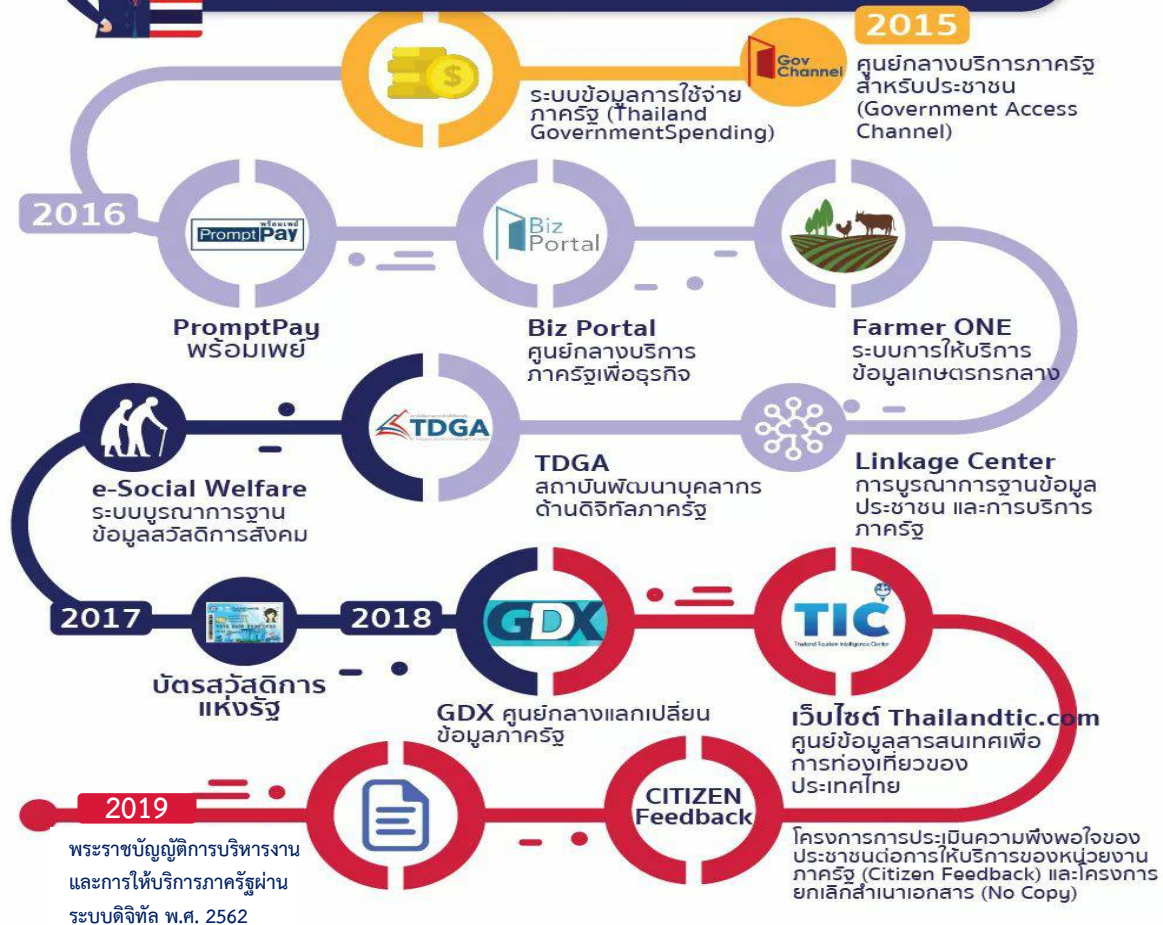 2015
Gov
Channel
ศูนย์กลางบริการภาครัฐ
สำหรับประชาชน
(Government Access
Channel)
ระบบข้อมูลการใช้จ่าย
ภาครัฐ (Thailand
GovernmentSpending)
2016
พร้อมเพย์
PromptPay
Biz
Portal
PromptPay
พร้อมเพย์
Biz Portal
ศูนย์กลางบริการ
ภาครัฐเพื่อธุรกิจ
Farmer ONE
ระบบการให้บริการ
ข้อมูลเกษตรกรกลาง
TDGA
e-Social Welfare
ระบบบูรณาการฐาน
ข้อมูลสวัสดิการสังคม
TDGA
สถาบันพัฒนาบุคลากร
ด้านดิจิทัลภาครัฐ
Linkage Center
การบูรณาการฐานข้อมูล
ประชาชน และการบริการ
ภาครัฐ
2017
2018
GDX
TIC
Thailand Tourism Intelligence Center
บัตรสวัสดิการ
แห่งรัฐ
GDX ศูนย์กลางแลกเปลี่ยน
ข้อมูลภาครัฐ
เว็บไซต์ Thailandtic.com
ศูนย์ข้อมูลสารสนเทศเพื่อ
การท่องเที่ยวของ
ประเทศไทย
2019
CITIZEN
Feedback
พระราชบัญญัติการบริหารงาน
และการให้บริการภาครัฐผ่าน
ระบบดิจิทัล พ.ศ. 2562
โครงการการประเมินความพึงพอใจของ
ประชาชนต่อการให้บริการของหน่วยงาน
ภาครัฐ (Citizen Feedback) และโครงการ
ยกเลิกสำเนาเอกสาร (No Copy)